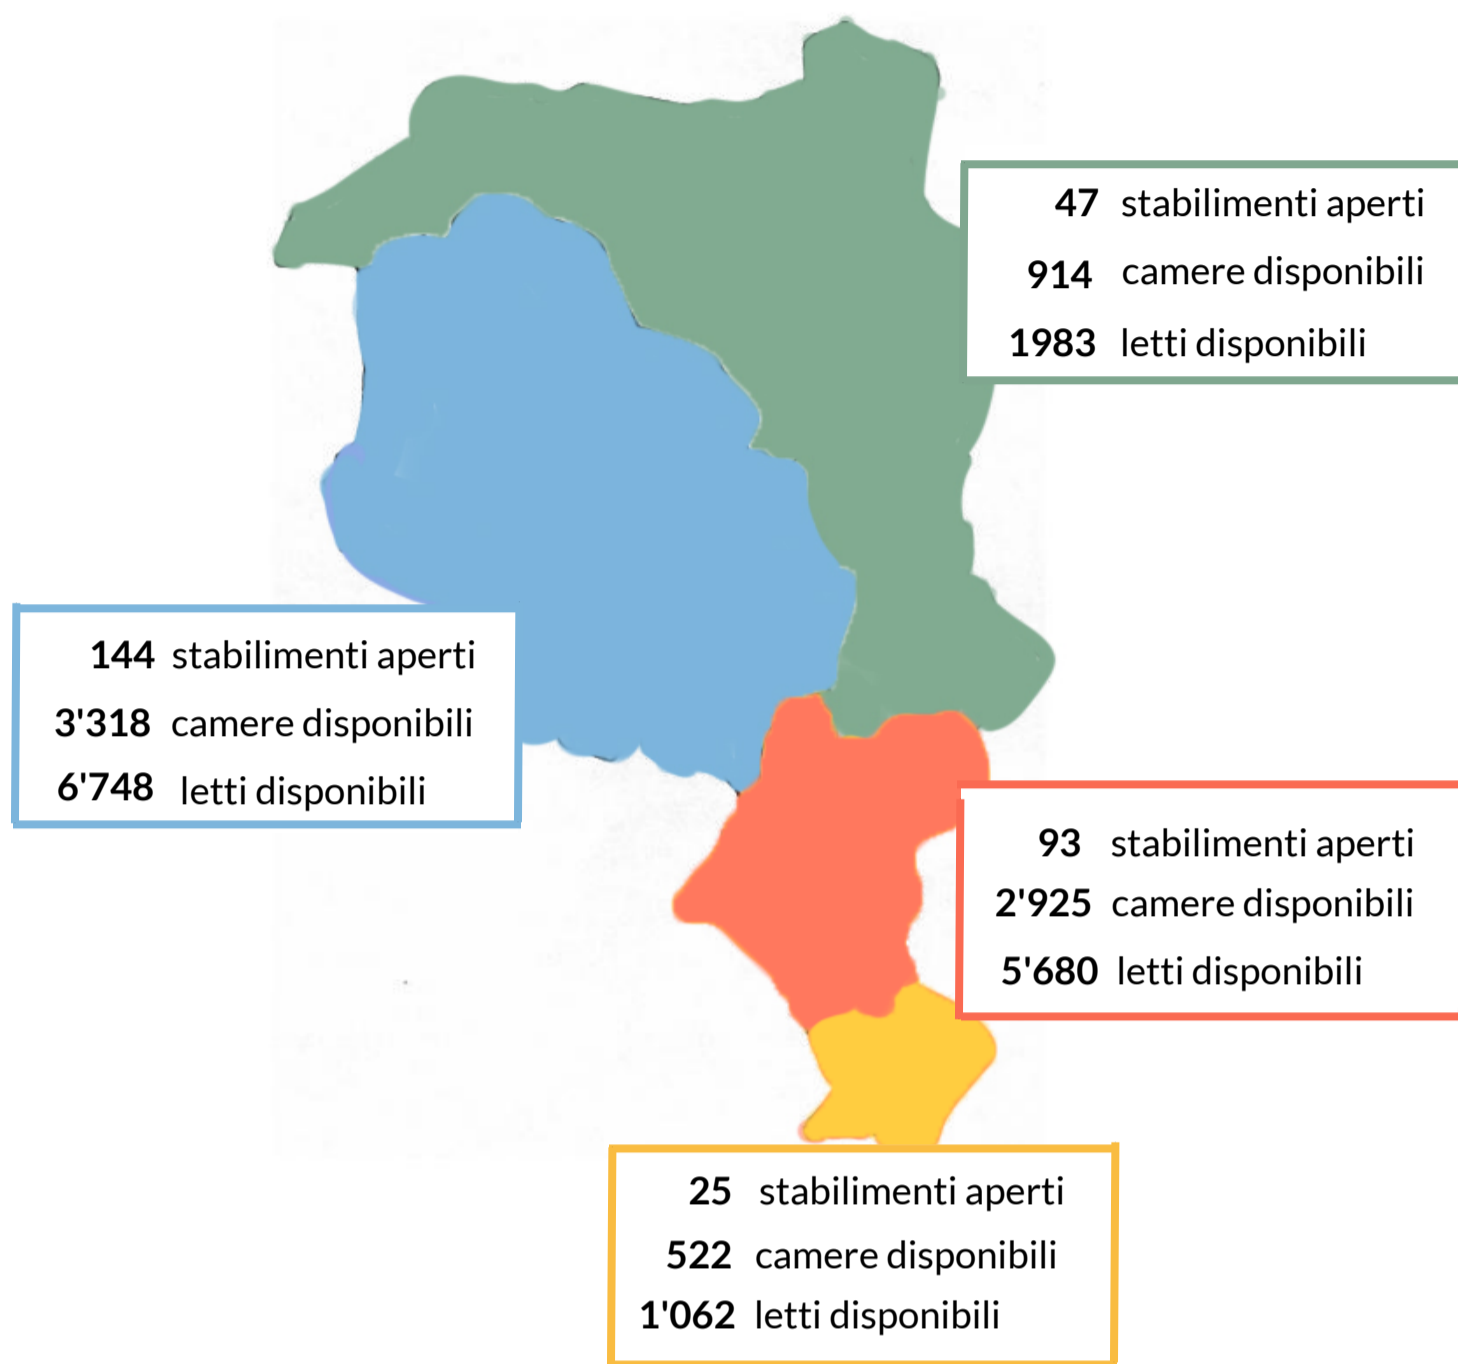 47 stabilimenti aperti
914 camere disponibili
1983 letti disponibili
144 stabilimenti aperti
3'318 camere disponibili
6'748 letti disponibili
93 stabilimenti aperti
2'925 camere disponibili
5'680 letti disponibili
25 stabilimenti aperti
522 camere disponibili
1'062 letti disponibili